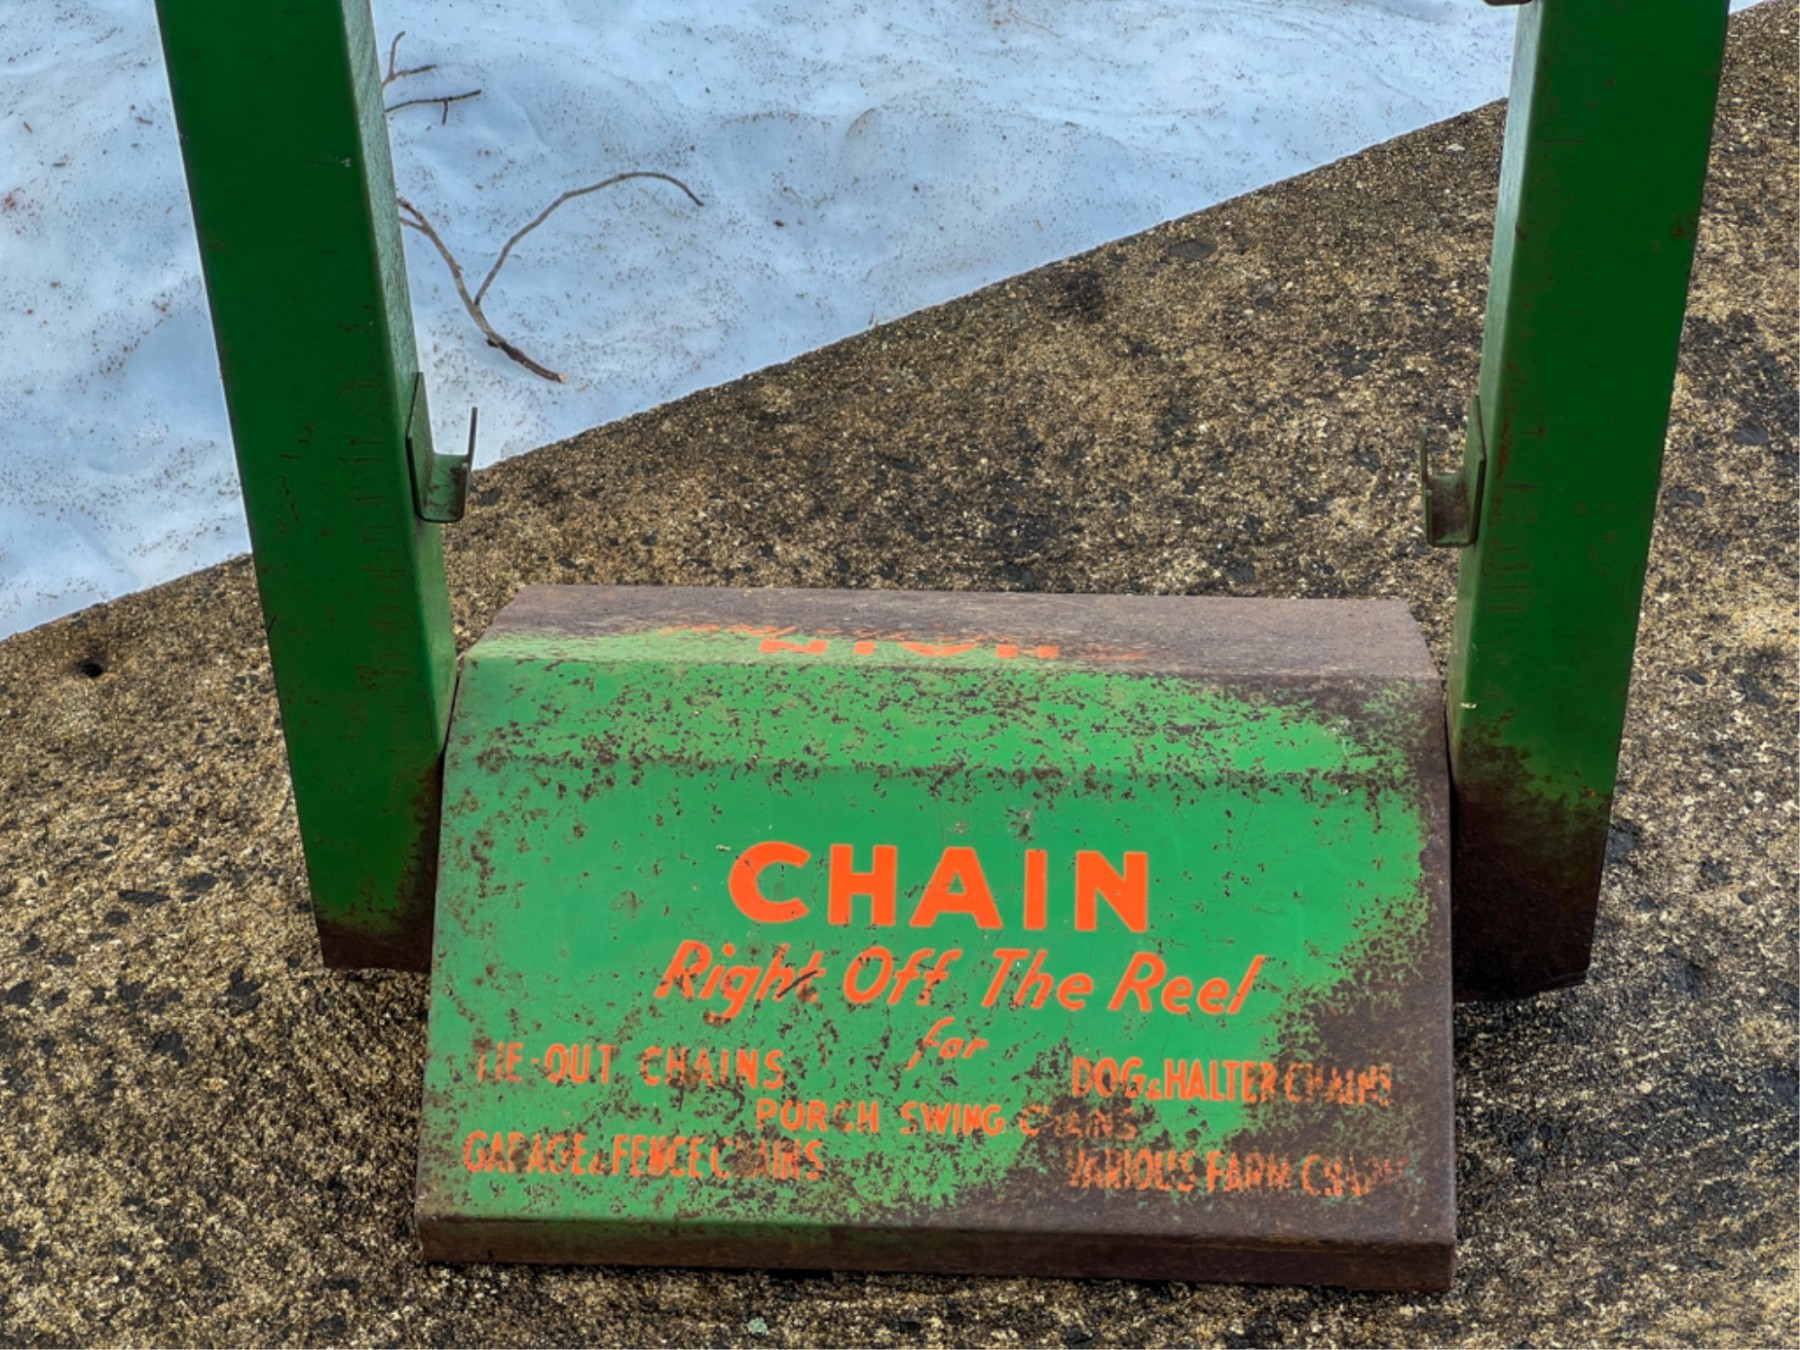 HAIN
CHAIN
Right Off The Reel
for
TIE-OUT CHAINS
DOG & HALTER CHAINS
PORCH SWING CHAINS
GARAGE & FENCE CHAINS
VARIOUS FARM CHAINS